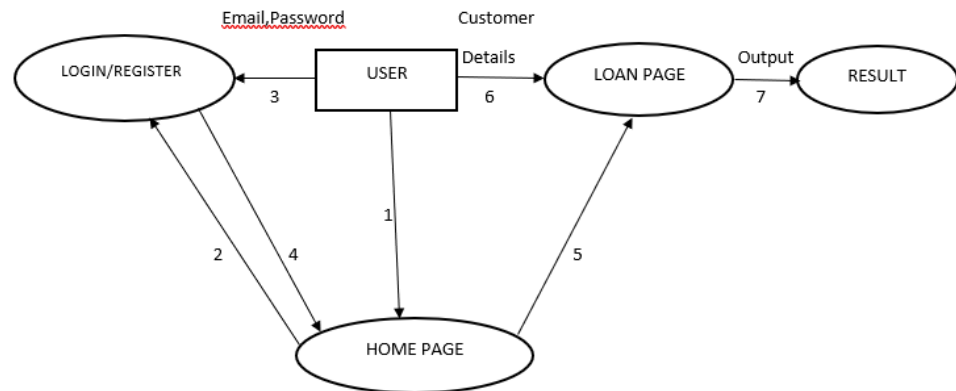 Email,Password
Customer
Details
Output
LOGIN/REGISTER
USER
LOAN PAGE
RESULT
3
6
7
1
2
4
5
HOME PAGE